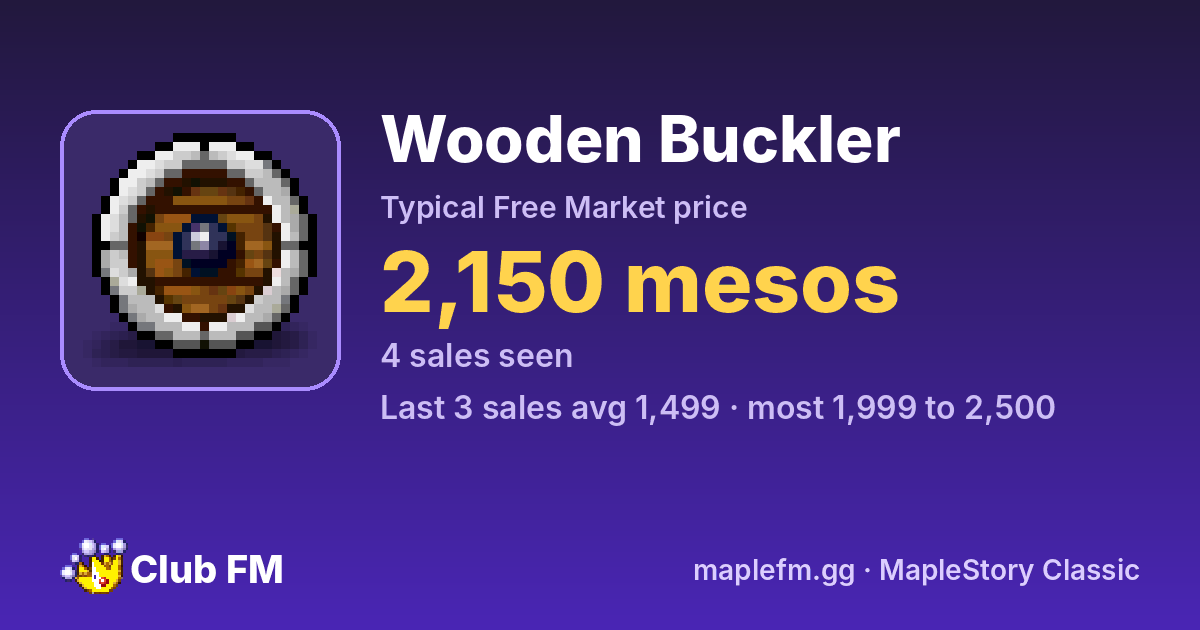 Wooden Buckler
Typical Free Market price
2,150 mesos
4 sales seen
Last 3 sales avg 1,499 · most 1,999 to 2,500
Club FM
maplefm.gg · MapleStory Classic